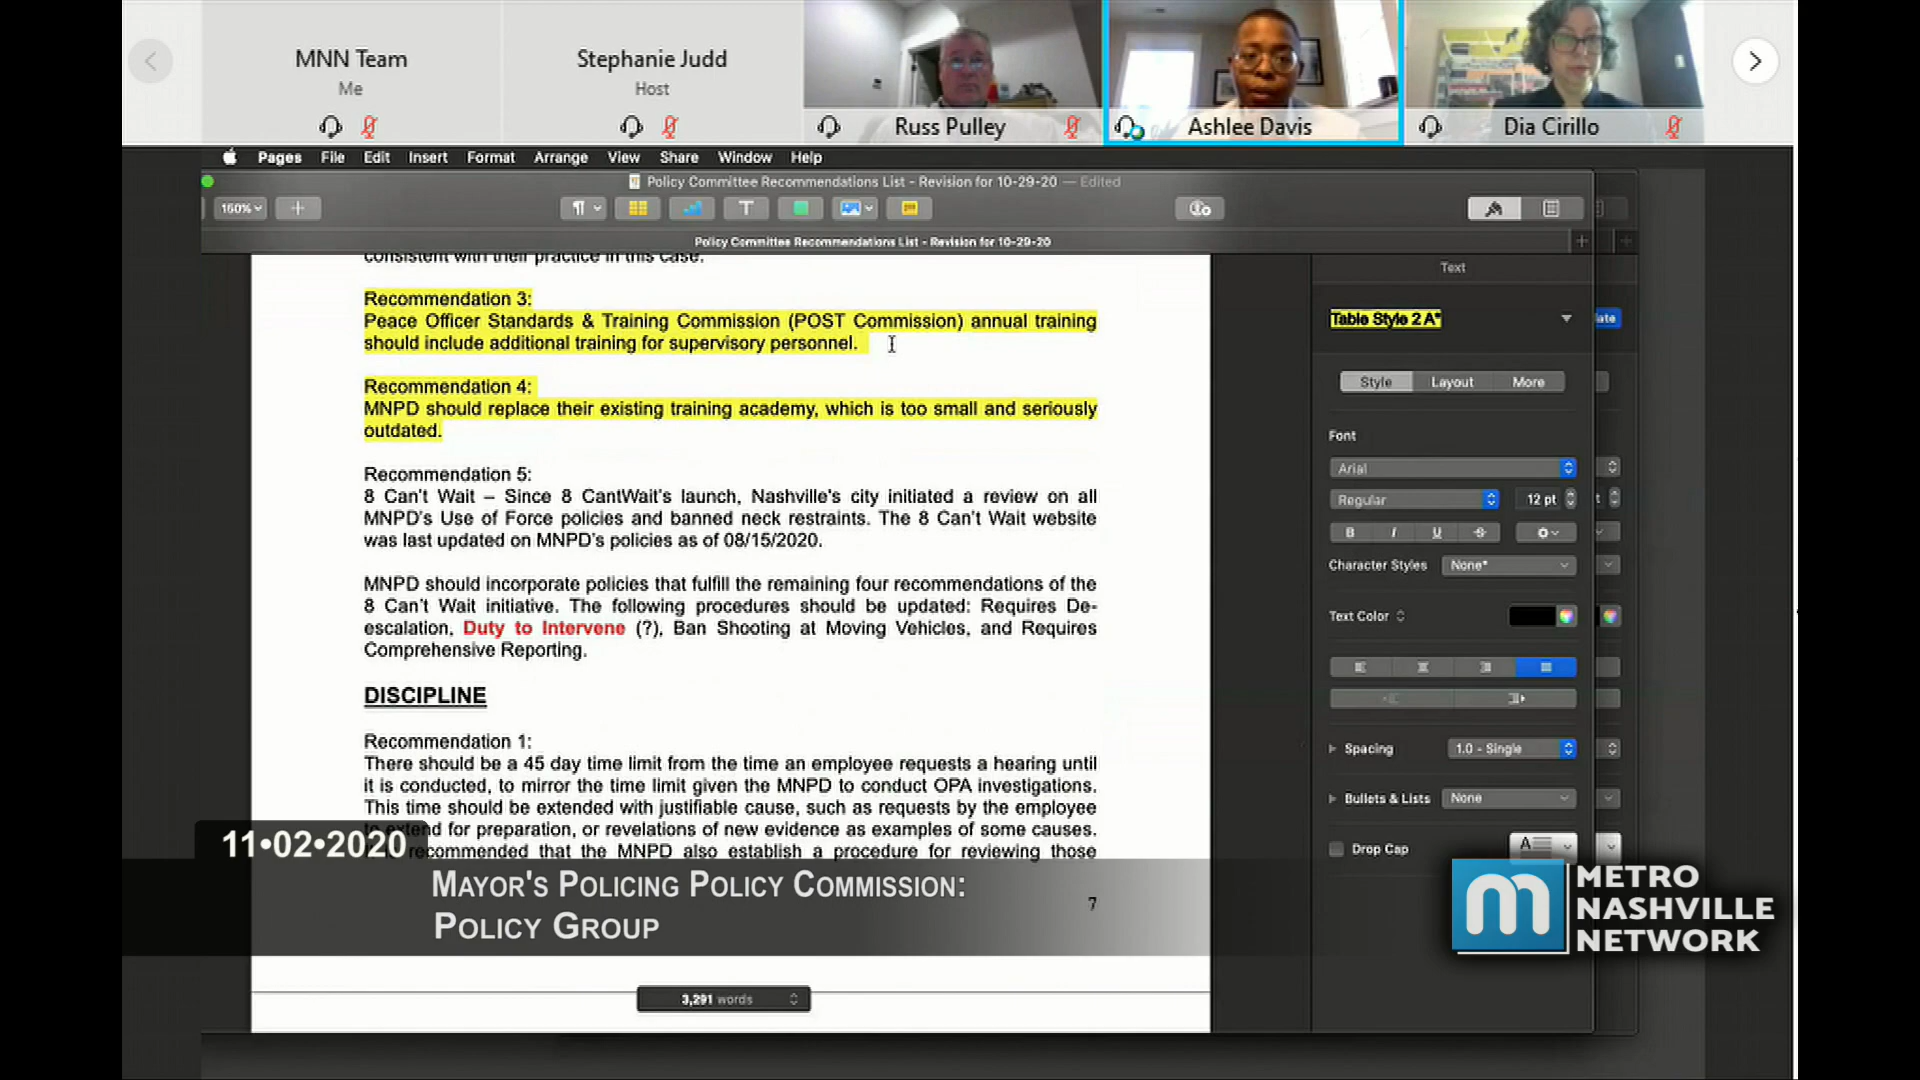 MNN Team
Me
Stephanie Judd
Host
Russ Pulley
Ashlee Davis
Dia Cirillo
Pages File Edit Insert Format Arrange View Share Window Help
Policy Committee Recommendations List - Revision for 10-29-20 — Edited
160%
Policy Committee Recommendations List - Revision for 10-29-20
consistent with their practice in this case.
Recommendation 3:
Peace Officer Standards & Training Commission (POST Commission) annual training
should include additional training for supervisory personnel.
Recommendation 4:
MNPD should replace their existing training academy, which is too small and seriously
outdated.
Recommendation 5:
8 Can't Wait – Since 8 CantWait's launch, Nashville's city initiated a review on all
MNPD's Use of Force policies and banned neck restraints. The 8 Can't Wait website
was last updated on MNPD's policies as of 08/15/2020.
MNPD should incorporate policies that fulfill the remaining four recommendations of the
8 Can't Wait initiative. The following procedures should be updated: Requires De-
escalation, Duty to Intervene (?), Ban Shooting at Moving Vehicles, and Requires
Comprehensive Reporting.
DISCIPLINE
Recommendation 1:
There should be a 45 day time limit from the time an employee requests a hearing until
it is conducted, to mirror the time limit given the MNPD to conduct OPA investigations.
This time should be extended with justifiable cause, such as requests by the employee
extend for preparation, or revelations of new evidence as examples of some causes.
recommended that the MNPD also establish a procedure for reviewing those
7
3,291 words
Text
Table Style 2 A*
Style Layout More
Font
Arial
Regular 12 pt
B I U S
Character Styles None*
Text Color
Spacing 1.0 - Single
Bullets & Lists None
Drop Cap
11•02•2020
Mayor's Policing Policy Commission:
Policy Group
METRO
NASHVILLE
NETWORK